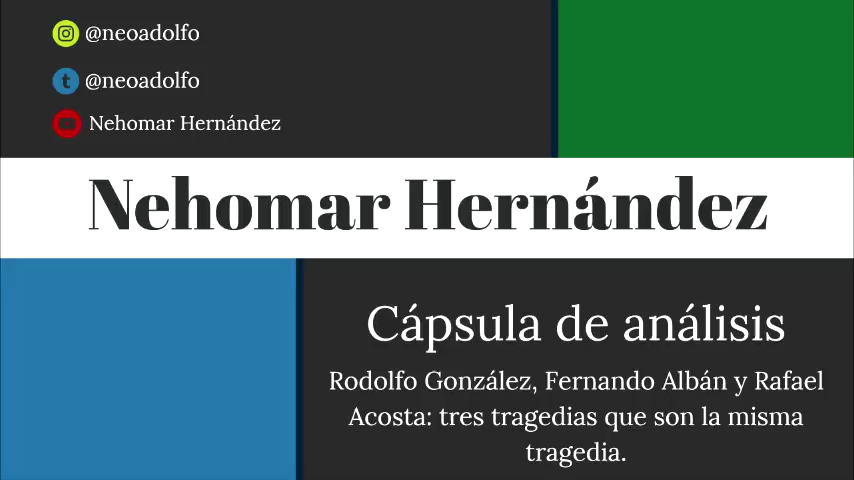 @neoadolfo
@neoadolfo
Nehomar Hernández
Nehomar Hernández
Cápsula de análisis
Rodolfo González, Fernando Albán y Rafael
Acosta: tres tragedias que son la misma
tragedia.